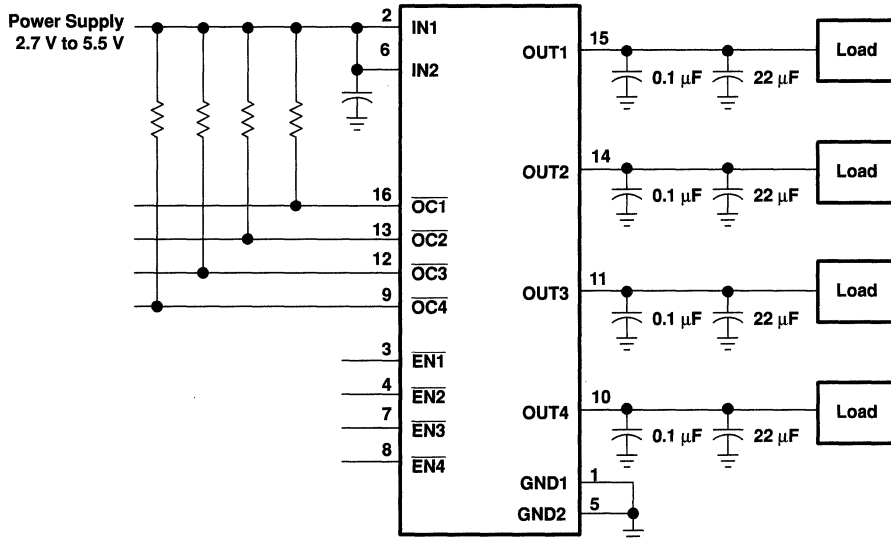 Power Supply
2.7 V to 5.5 V
2
IN1
6
IN2
16
OC1
13
OC2
12
OC3
9
OC4
3
EN1
4
EN2
7
EN3
8
EN4
OUT1
15
0.1 µF
22 µF
Load
OUT2
14
0.1 µF
22 µF
Load
OUT3
11
0.1 µF
22 µF
Load
OUT4
10
0.1 µF
22 µF
Load
GND1
1
GND2
5